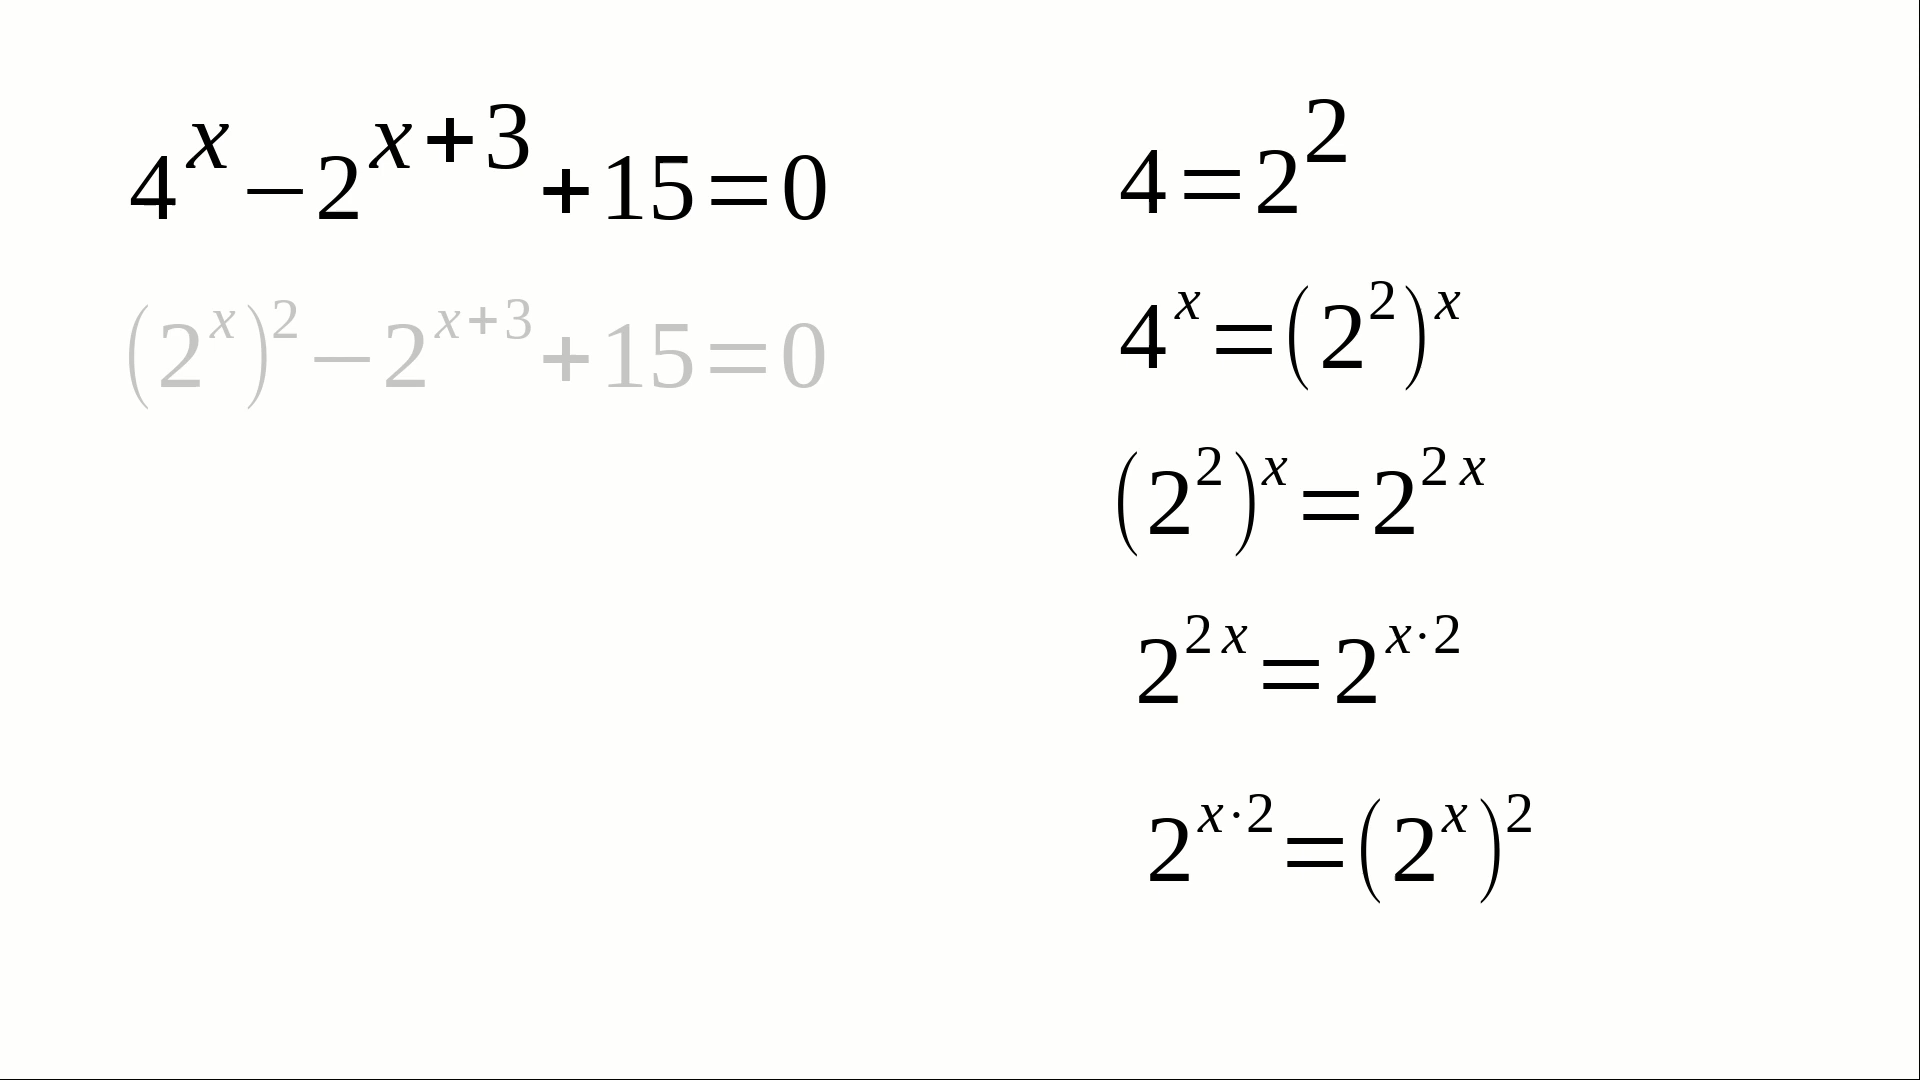 4^x − 2^(x+3) + 15 = 0
(2^x)^2 − 2^(x+3) + 15 = 0
4 = 2^2
4^x = (2^2)^x
(2^2)^x = 2^(2x)
2^(2x) = 2^(x·2)
2^(x·2) = (2^x)^2